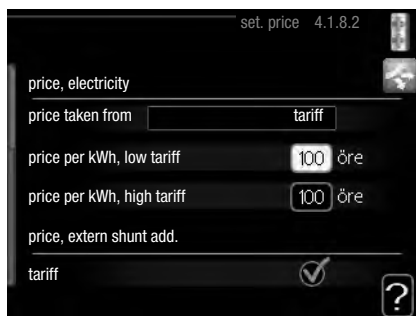 set. price 4.1.8.2
price, electricity
price taken from tariff
price per kWh, low tariff 100 öre
price per kWh, high tariff 100 öre
price, extern shunt add.
tariff
?